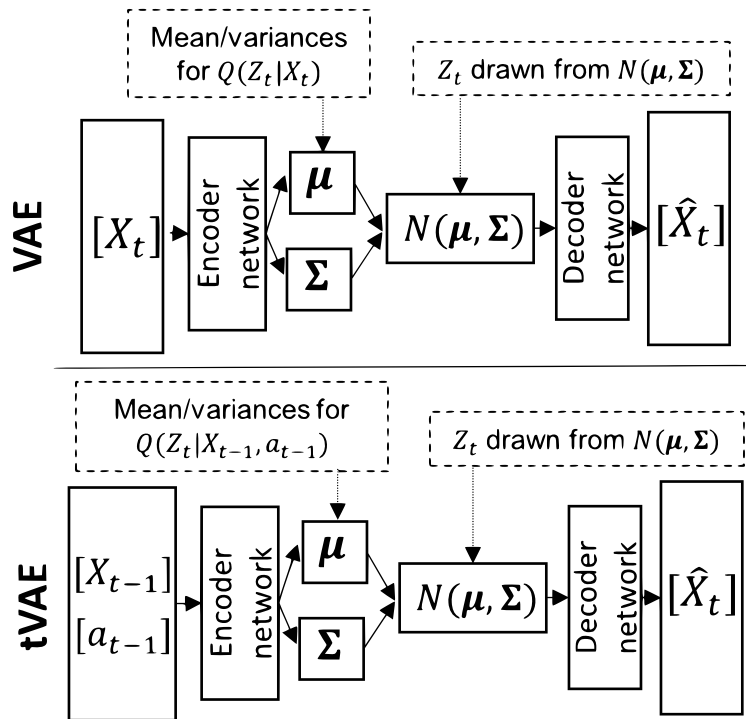 Mean/variances
for Q(Z_t|X_t)
Z_t drawn from N(μ, Σ)
VAE
[X_t]
Encoder
network
μ
Σ
N(μ, Σ)
Decoder
network
[X̂_t]
Mean/variances for
Q(Z_t|X_{t-1}, a_{t-1})
Z_t drawn from N(μ, Σ)
tVAE
[X_{t-1}]
[a_{t-1}]
Encoder
network
μ
Σ
N(μ, Σ)
Decoder
network
[X̂_t]